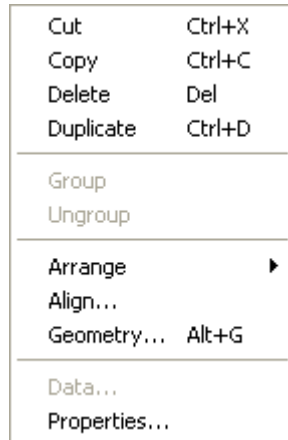 Cut Ctrl+X
Copy Ctrl+C
Delete Del
Duplicate Ctrl+D
Group
Ungroup
Arrange
Align...
Geometry... Alt+G
Data...
Properties...